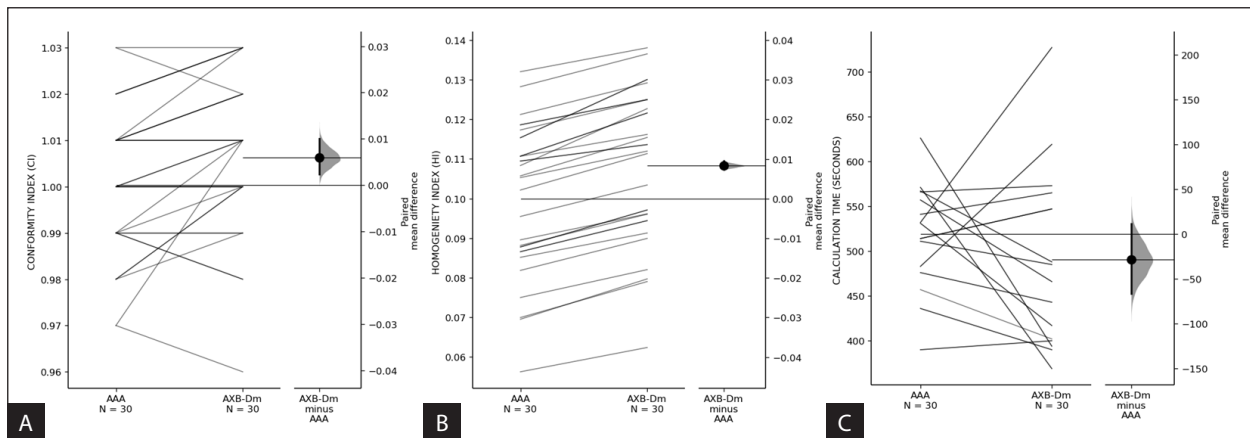 1.03
1.02
1.01
1.00
0.99
0.98
0.97
0.96
CONFORMITY INDEX (CI)
0.03
0.02
0.01
0.00
−0.01
−0.02
−0.03
−0.04
Paired
mean difference
AAA
N = 30
AXB-Dm
N = 30
AXB-Dm
minus
AAA
A
0.14
0.13
0.12
0.11
0.10
0.09
0.08
0.07
0.06
HOMOGENIETY INDEX (HI)
0.04
0.03
0.02
0.01
0.00
−0.01
−0.02
−0.03
−0.04
Paired
mean difference
AAA
N = 30
AXB-Dm
N = 30
AXB-Dm
minus
AAA
B
700
650
600
550
500
450
400
CALCULATION TIME (SECONDS)
200
150
100
50
0
−50
−100
−150
Paired
mean difference
AAA
N = 30
AXB-Dm
N = 30
AXB-Dm
minus
AAA
C